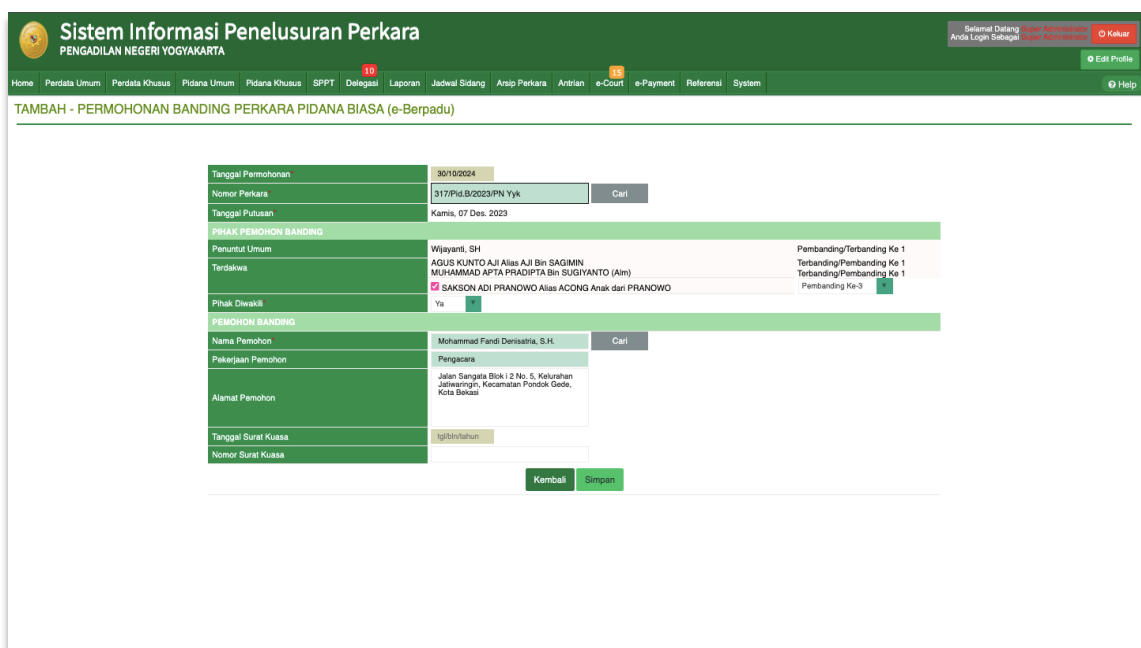 Sistem Informasi Penelusuran Perkara
PENGADILAN NEGERI YOGYAKARTA
Selamat Datang Super Administrator
Anda Login Sebagai Super Administrator
Keluar
Edit Profile
10
15
Home Perdata Umum Perdata Khusus Pidana Umum Pidana Khusus SPPT Delegasi Laporan Jadwal Sidang Arsip Perkara Antrian e-Court e-Payment Referensi System Help
TAMBAH - PERMOHONAN BANDING PERKARA PIDANA BIASA (e-Berpadu)
Tanggal Permohonan* 30/10/2024
Nomor Perkara* 317/Pid.B/2023/PN Yyk Cari
Tanggal Putusan Kamis, 07 Des. 2023
PIHAK PEMOHON BANDING
Penuntut Umum Wijayanti, SH Pembanding/Terbanding Ke 1
Terdakwa AGUS KUNTO AJI Alias AJI Bin SAGIMIN Terbanding/Pembanding Ke 1
MUHAMMAD APTA PRADIPTA Bin SUGIYANTO (Alm) Terbanding/Pembanding Ke 1
SAKSON ADI PRANOWO Alias ACONG Anak dari PRANOWO Pembanding Ke-3
Pihak Diwakili* Ya
PEMOHON BANDING
Nama Pemohon* Mohammad Fandi Denisatria, S.H. Cari
Pekerjaan Pemohon Pengacara
Alamat Pemohon Jalan Sangata Blok i 2 No. 5, Kelurahan
Jatiwaringin, Kecamatan Pondok Gede,
Kota Bekasi
Tanggal Surat Kuasa tgl/bln/tahun
Nomor Surat Kuasa
Kembali Simpan